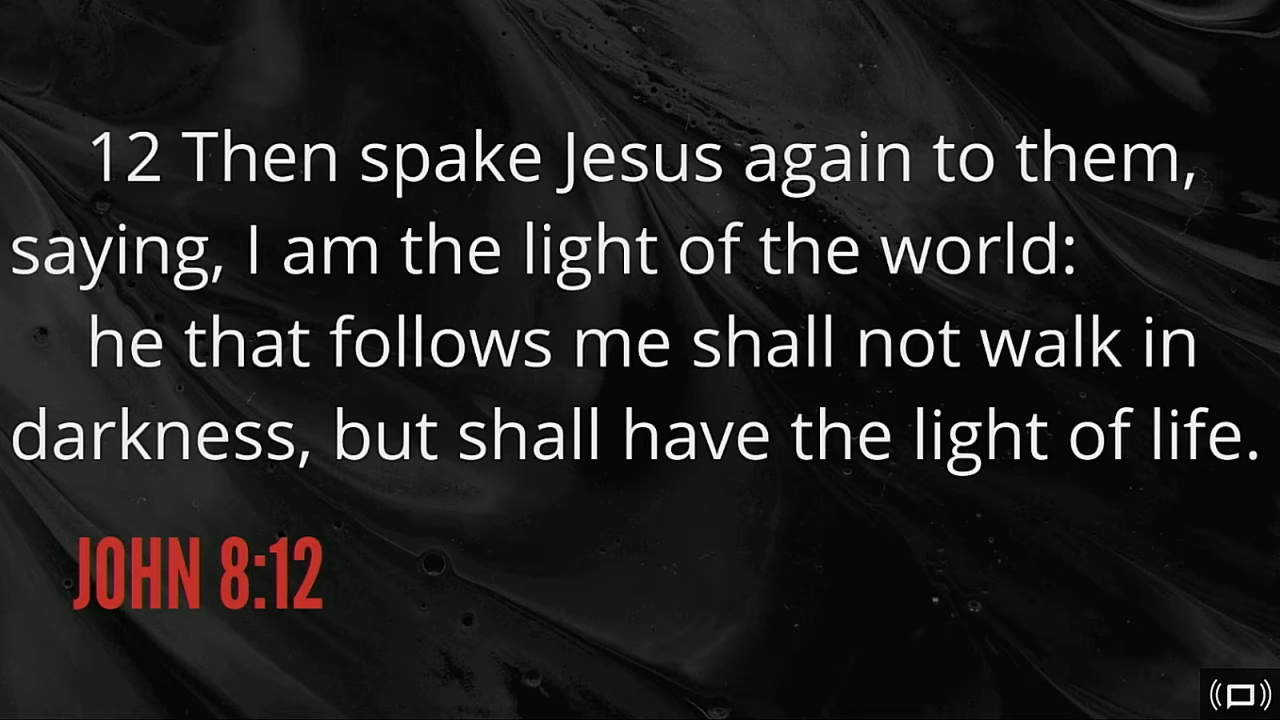 12 Then spake Jesus again to them,
saying, I am the light of the world:
he that follows me shall not walk in
darkness, but shall have the light of life.
JOHN 8:12